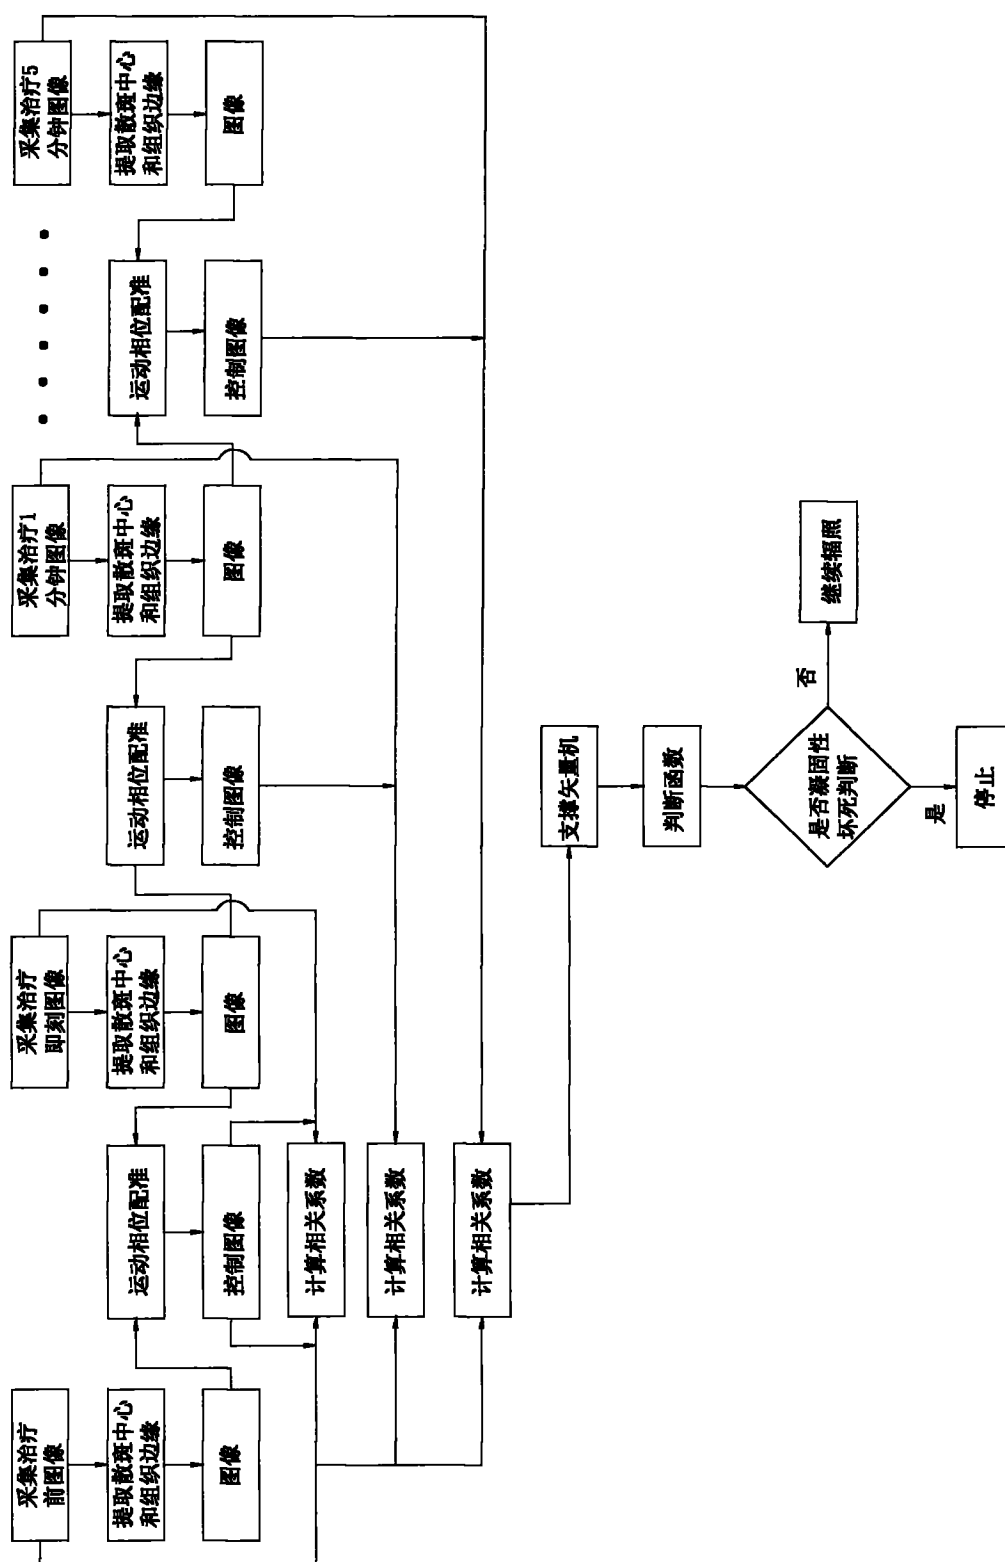 采集治疗
前图像
采集治疗
即刻图像
采集治疗1
分钟图像
采集治疗5
分钟图像
提取散斑中心
和组织边缘
提取散斑中心
和组织边缘
提取散斑中心
和组织边缘
提取散斑中心
和组织边缘
运动相位配准
运动相位配准
运动相位配准
图像
图像
图像
图像
控制图像
控制图像
控制图像
计算相关系数
计算相关系数
计算相关系数
支撑矢量机
判断函数
是否凝固性
坏死判断
否
继续辐照
是
停止